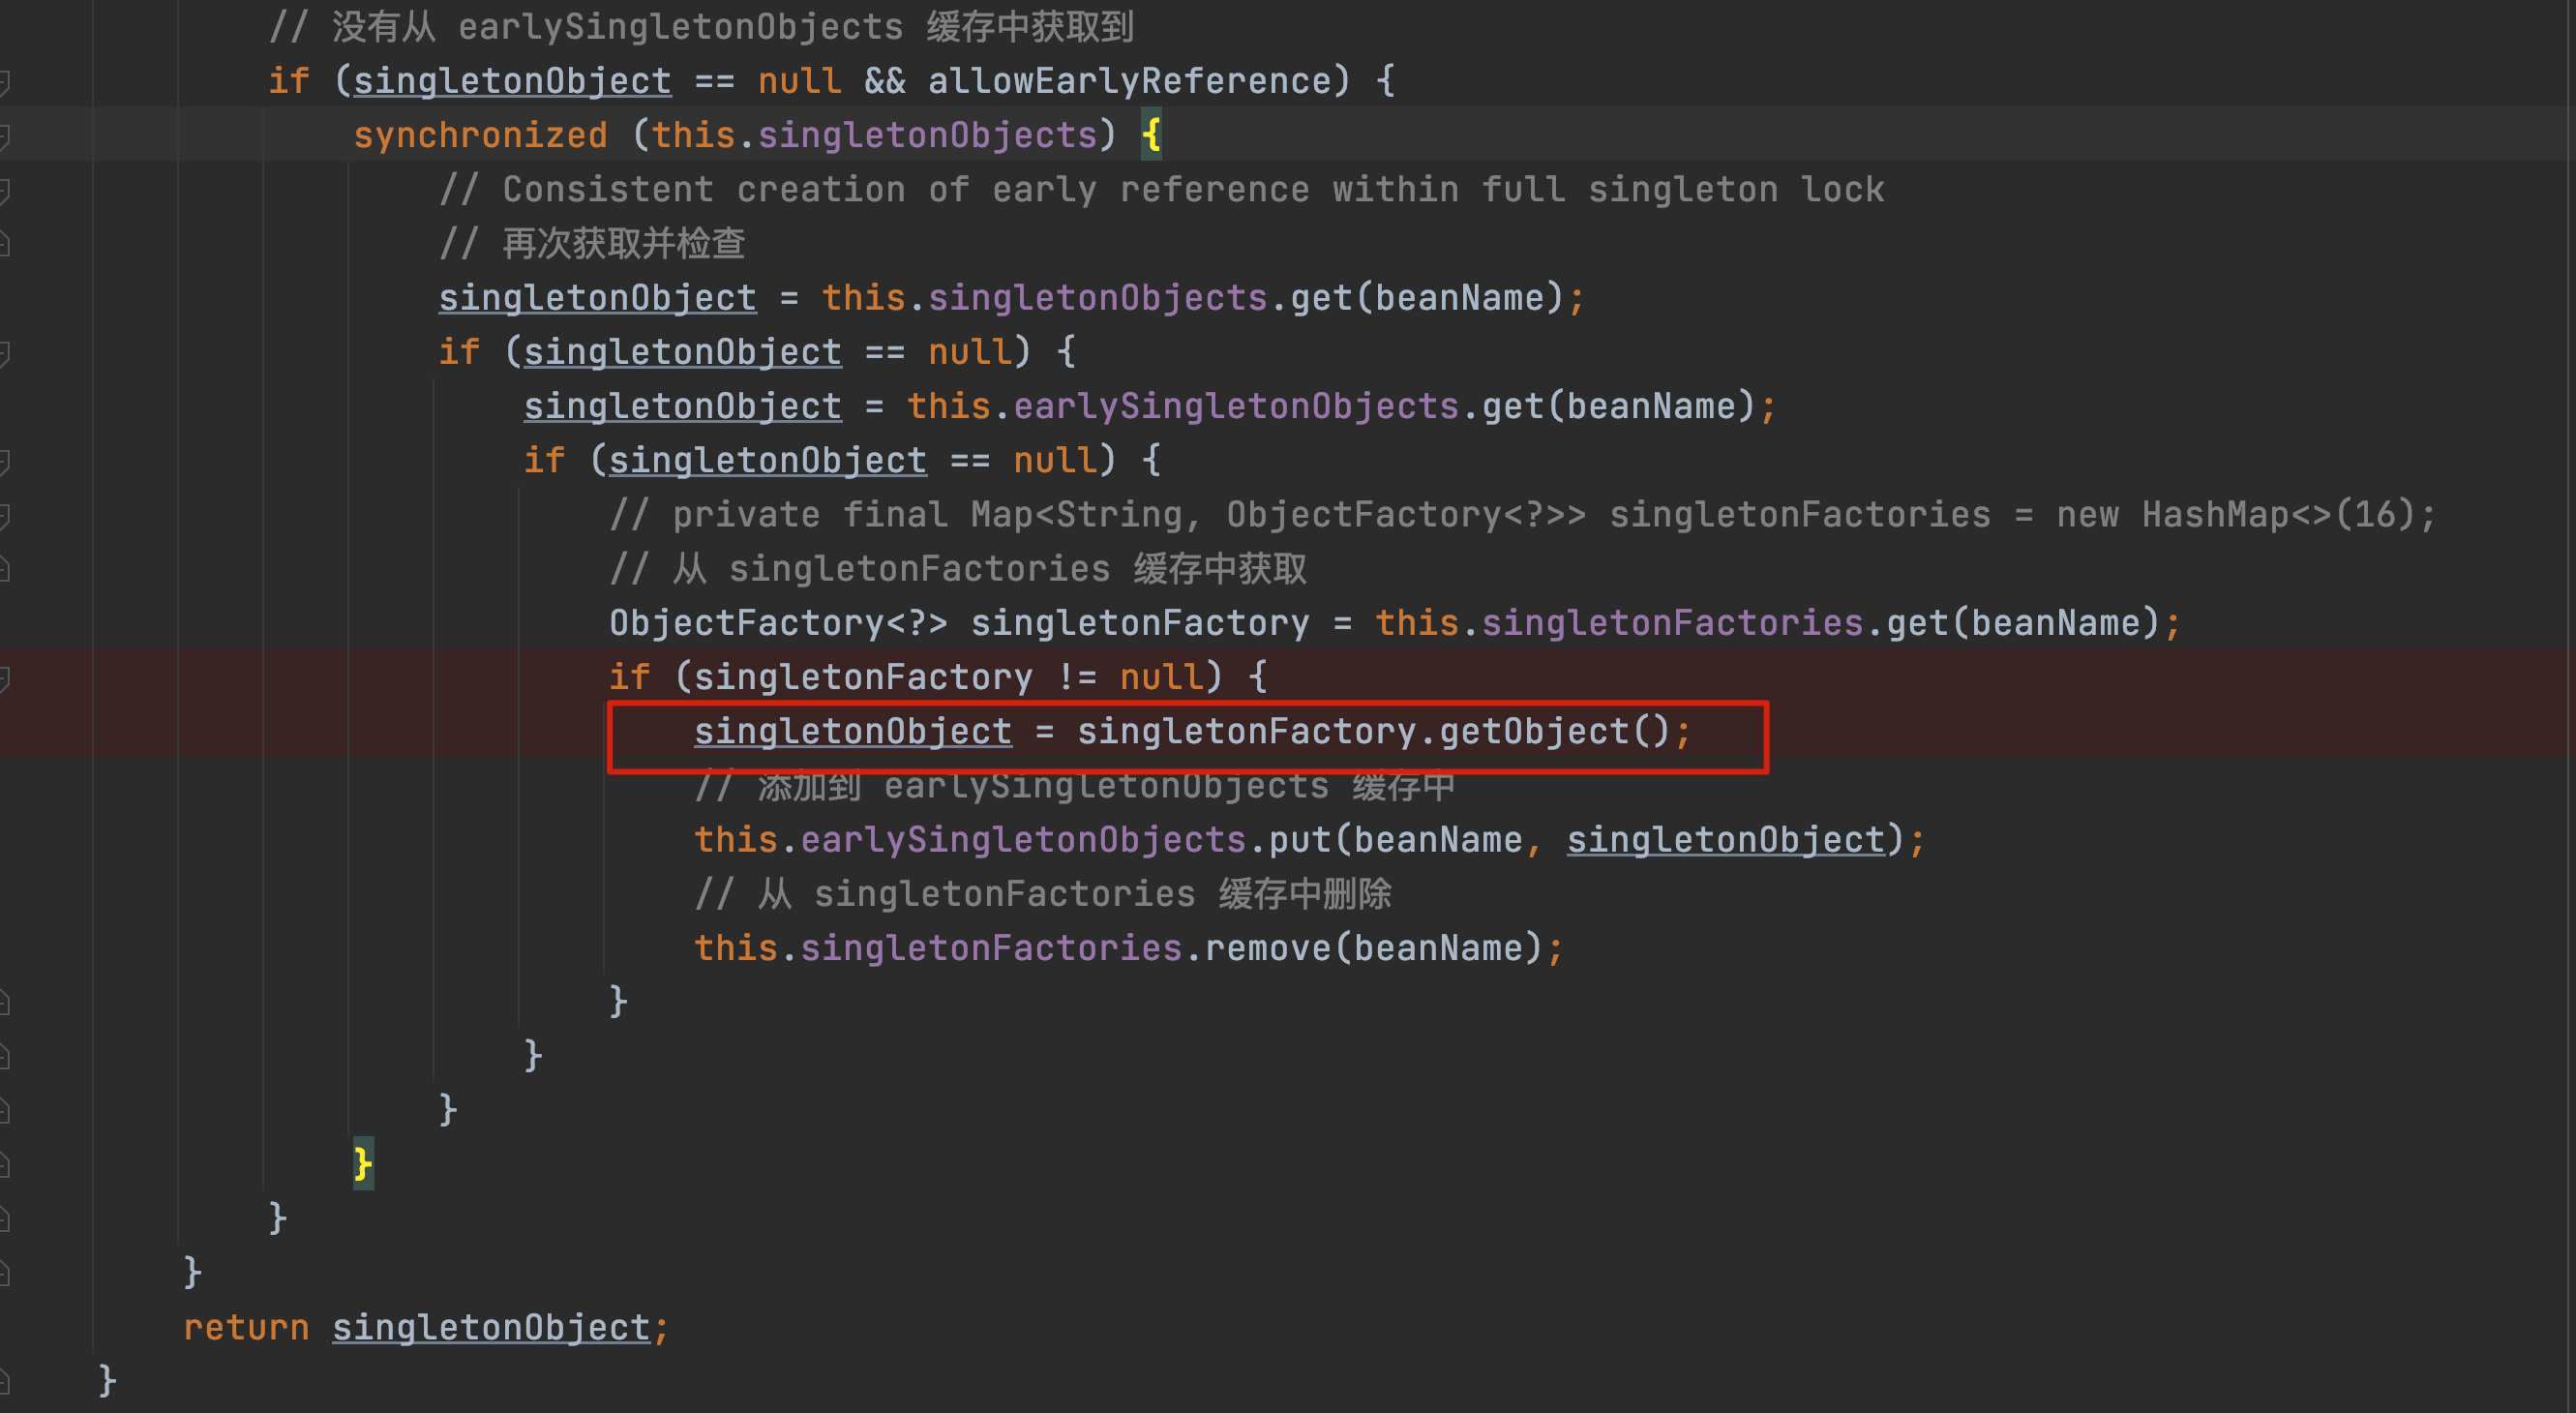 // 没有从 earlySingletonObjects 缓存中获取到
if (singletonObject == null && allowEarlyReference) {
synchronized (this.singletonObjects) {
// Consistent creation of early reference within full singleton lock
// 再次获取并检查
singletonObject = this.singletonObjects.get(beanName);
if (singletonObject == null) {
singletonObject = this.earlySingletonObjects.get(beanName);
if (singletonObject == null) {
// private final Map<String, ObjectFactory<?>> singletonFactories = new HashMap<>(16);
// 从 singletonFactories 缓存中获取
ObjectFactory<?> singletonFactory = this.singletonFactories.get(beanName);
if (singletonFactory != null) {
singletonObject = singletonFactory.getObject();
// 添加到 earlySingletonObjects 缓存中
this.earlySingletonObjects.put(beanName, singletonObject);
// 从 singletonFactories 缓存中删除
this.singletonFactories.remove(beanName);
}
}
}
}
}
}
return singletonObject;
}